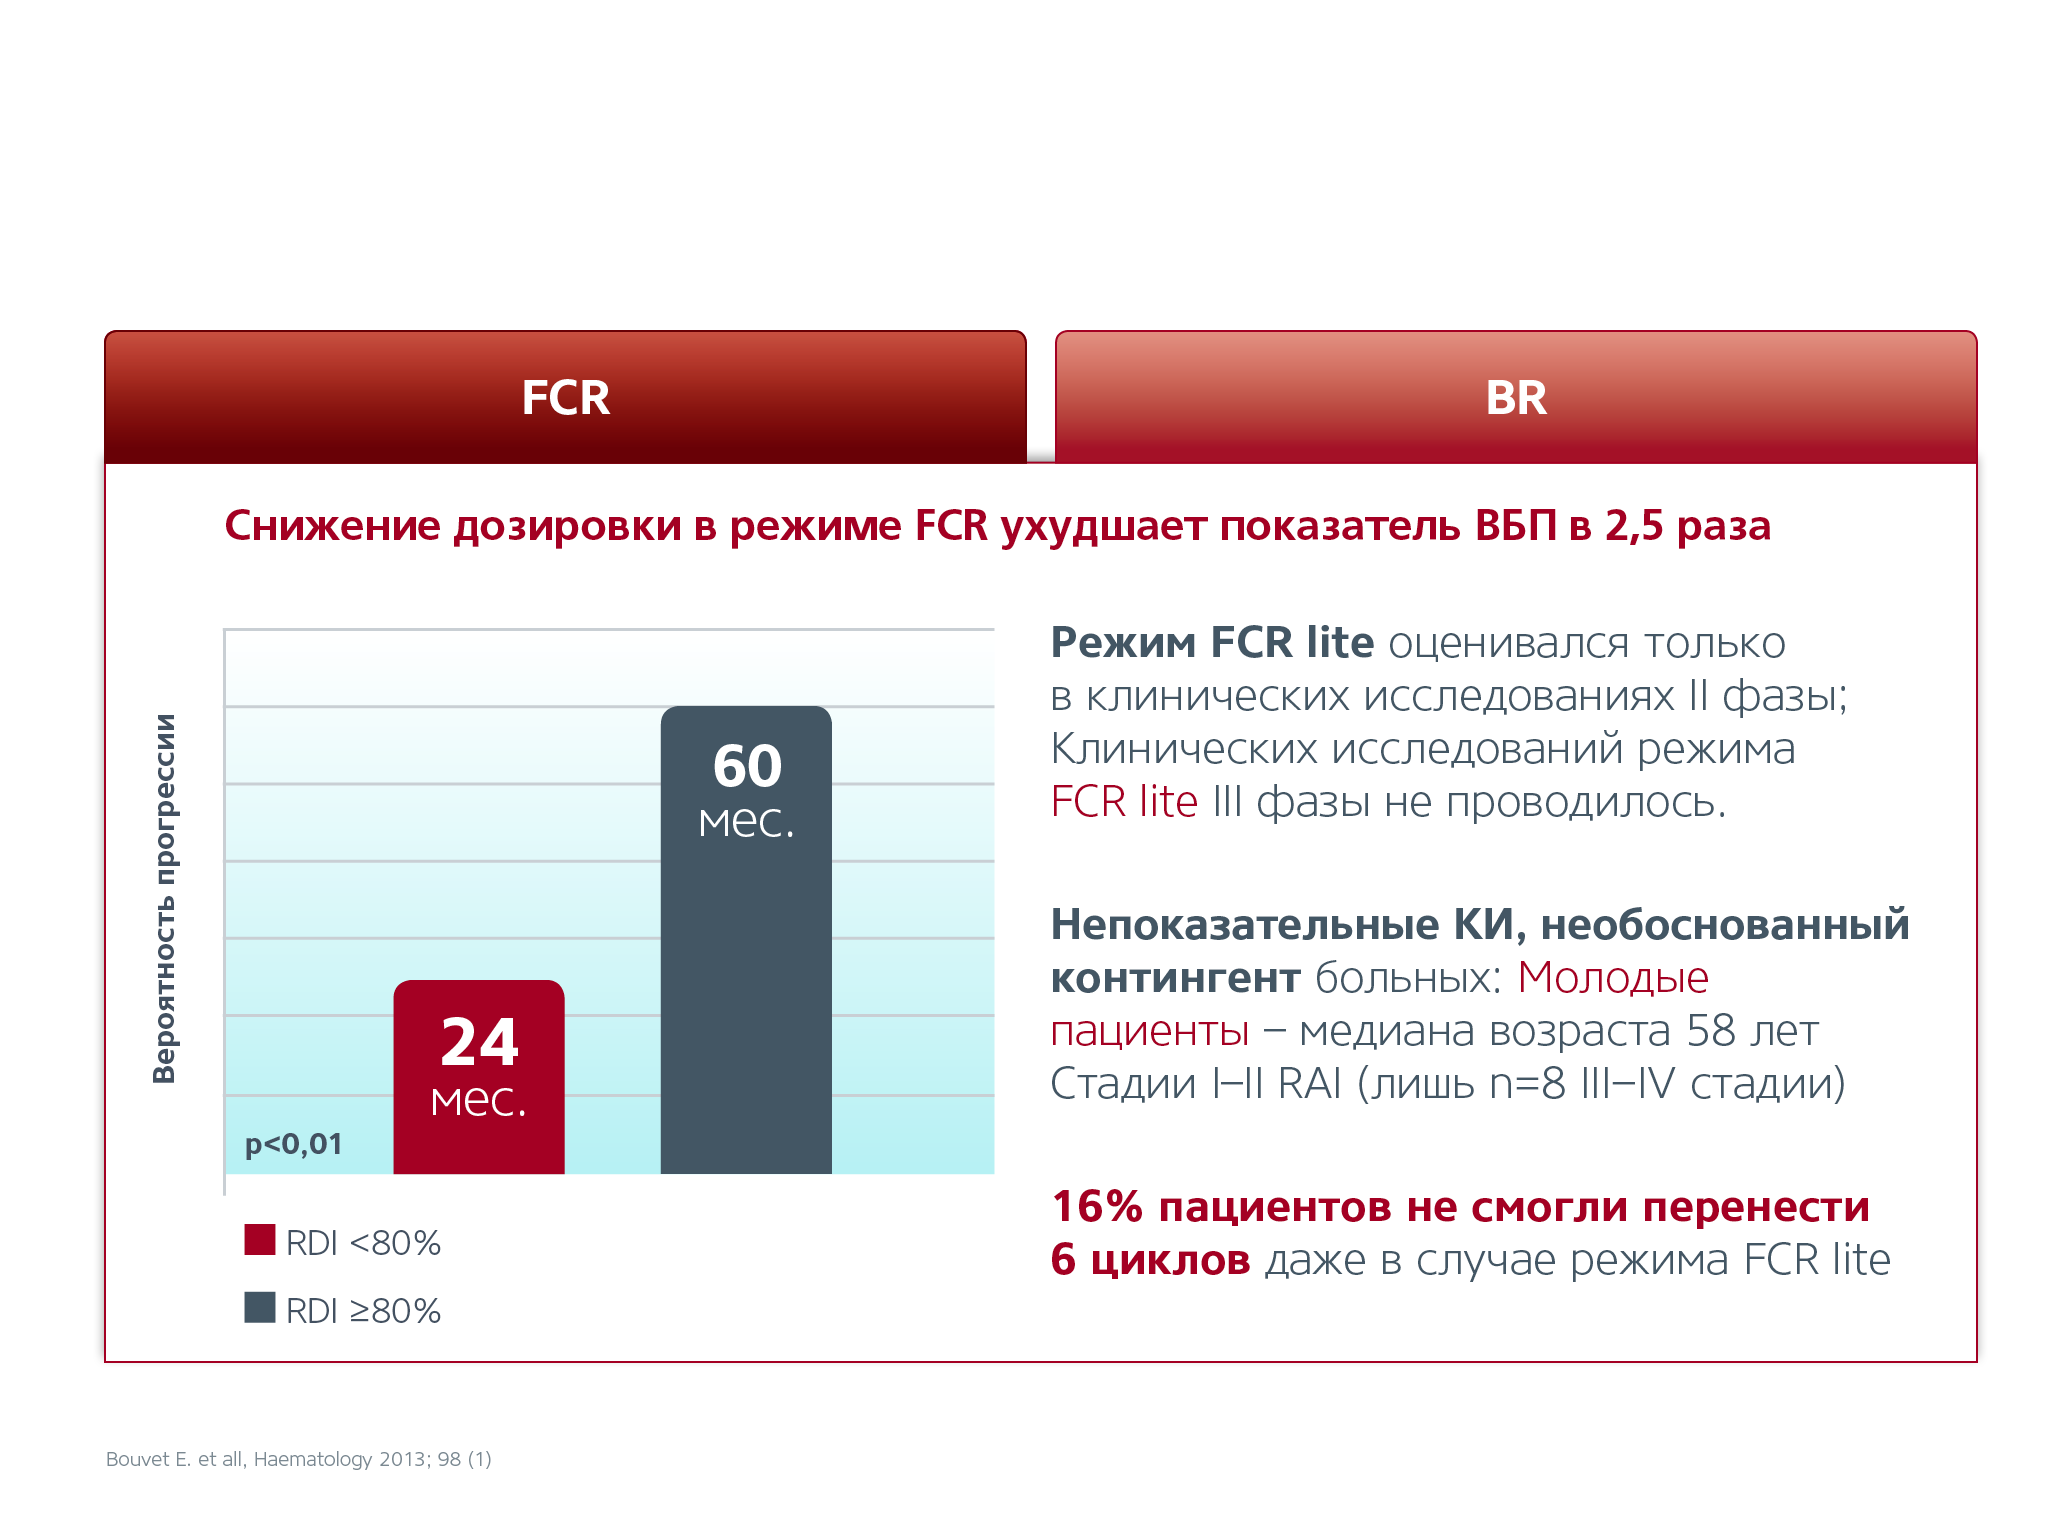 FCR
BR
Снижение дозировки в режиме FCR ухудшает показатель ВБП в 2,5 раза
Вероятность прогрессии
60
мес.
24
мес.
p<0,01
RDI <80%
RDI ≥80%
Режим FCR lite оценивался только
в клинических исследованиях II фазы;
Клинических исследований режима
FCR lite III фазы не проводилось.
Непоказательные КИ, необоснованный
контингент больных: Молодые
пациенты – медиана возраста 58 лет
Стадии I–II RAI (лишь n=8 III–IV стадии)
16% пациентов не смогли перенести
6 циклов даже в случае режима FCR lite
Bouvet E. et all, Haematology 2013; 98 (1)